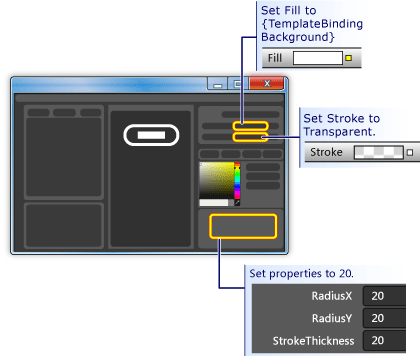 Set Fill to
{TemplateBinding
Background}
Fill
X
Set Stroke to
Transparent.
Stroke
Set properties to 20.
RadiusX 20
RadiusY 20
StrokeThickness 20